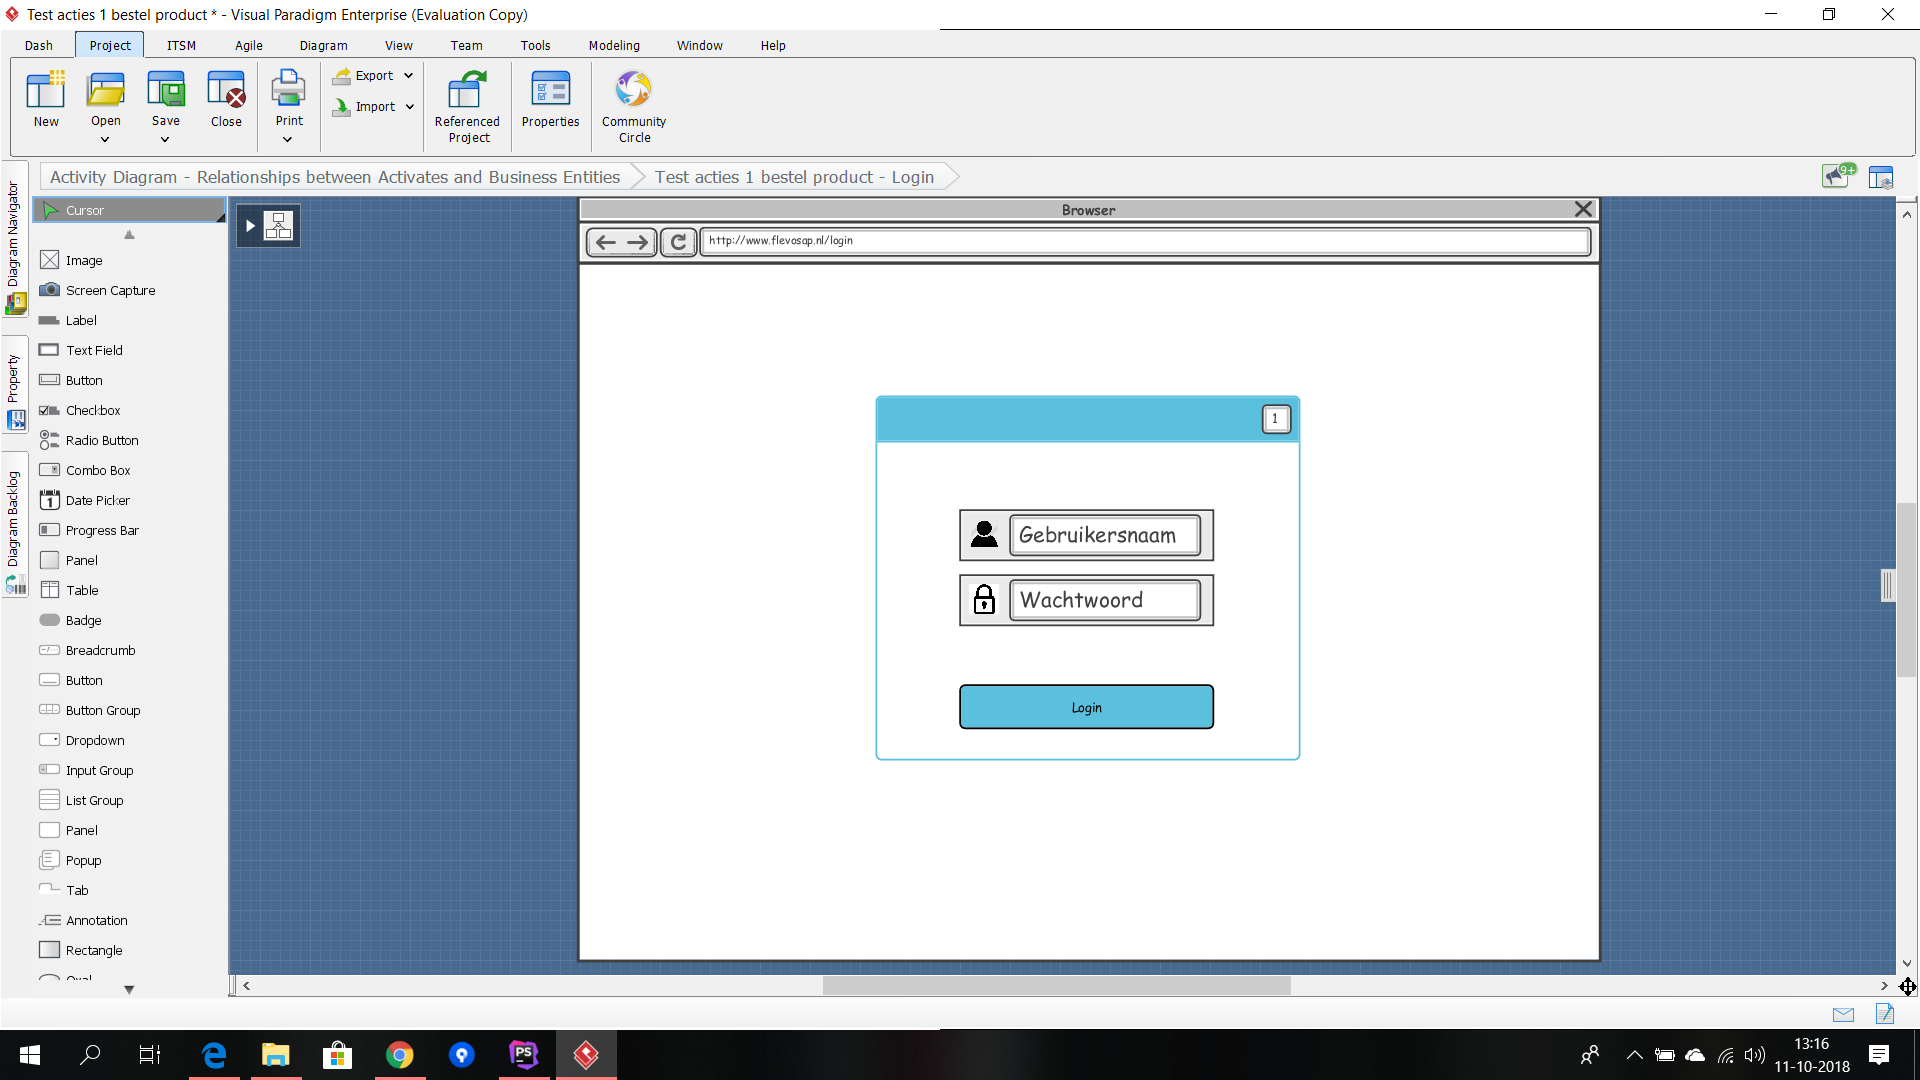 Test acties 1 bestel product * - Visual Paradigm Enterprise (Evaluation Copy)
Dash Project ITSM Agile Diagram View Team Tools Modeling Window Help
New Open Save Close Print Export Import Referenced Project Properties Community Circle
Activity Diagram - Relationships between Activates and Business Entities Test acties 1 bestel product - Login
9+
Diagram Navigator
Property
Diagram Backlog
Cursor
Image
Screen Capture
Label
Text Field
Button
Checkbox
Radio Button
Combo Box
Date Picker
Progress Bar
Panel
Table
Badge
Breadcrumb
Button
Button Group
Dropdown
Input Group
List Group
Panel
Popup
Tab
Annotation
Rectangle
Oval
Browser
http://www.flevosap.nl/login
1
Gebruikersnaam
Wachtwoord
Login
PS
13:16
11-10-2018